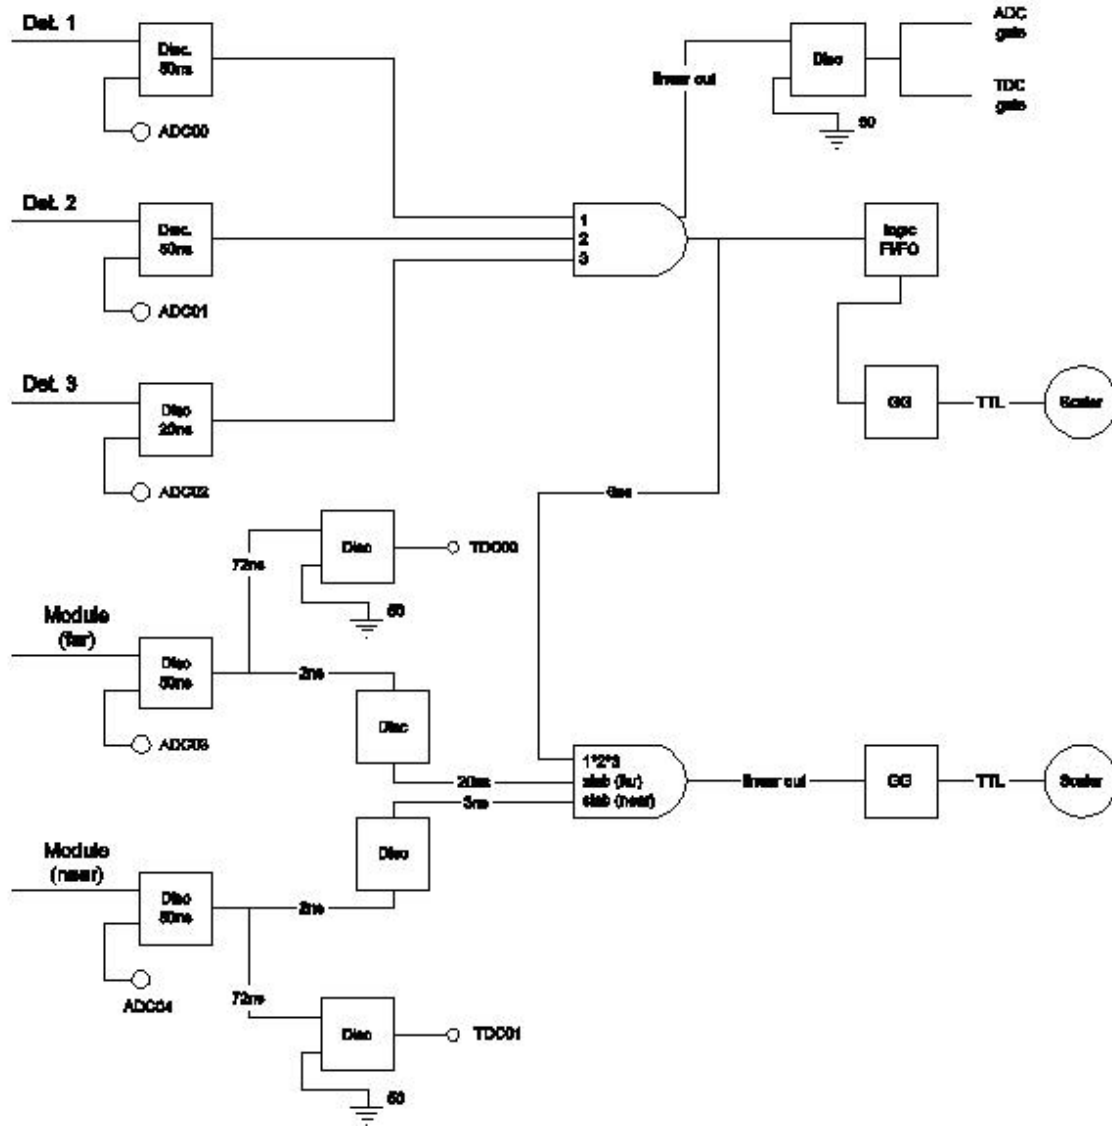 Det. 1
Disc.
50ns
ADC00
linear out
Disc
50
ADC
gate
TDC
gate
Det. 2
Disc.
50ns
ADC01
1
2
3
logic
FI/FO
Det. 3
Disc
20ns
ADC02
GG
TTL
Scaler
72ns
Disc
TDC00
50
Module
(far)
Disc
50ns
ADC03
2ns
Disc
20ns
5ns
1*2*3
slab (far)
slab (near)
linear out
GG
TTL
Scaler
Module
(near)
Disc
50ns
ADC04
2ns
Disc
72ns
Disc
TDC01
50